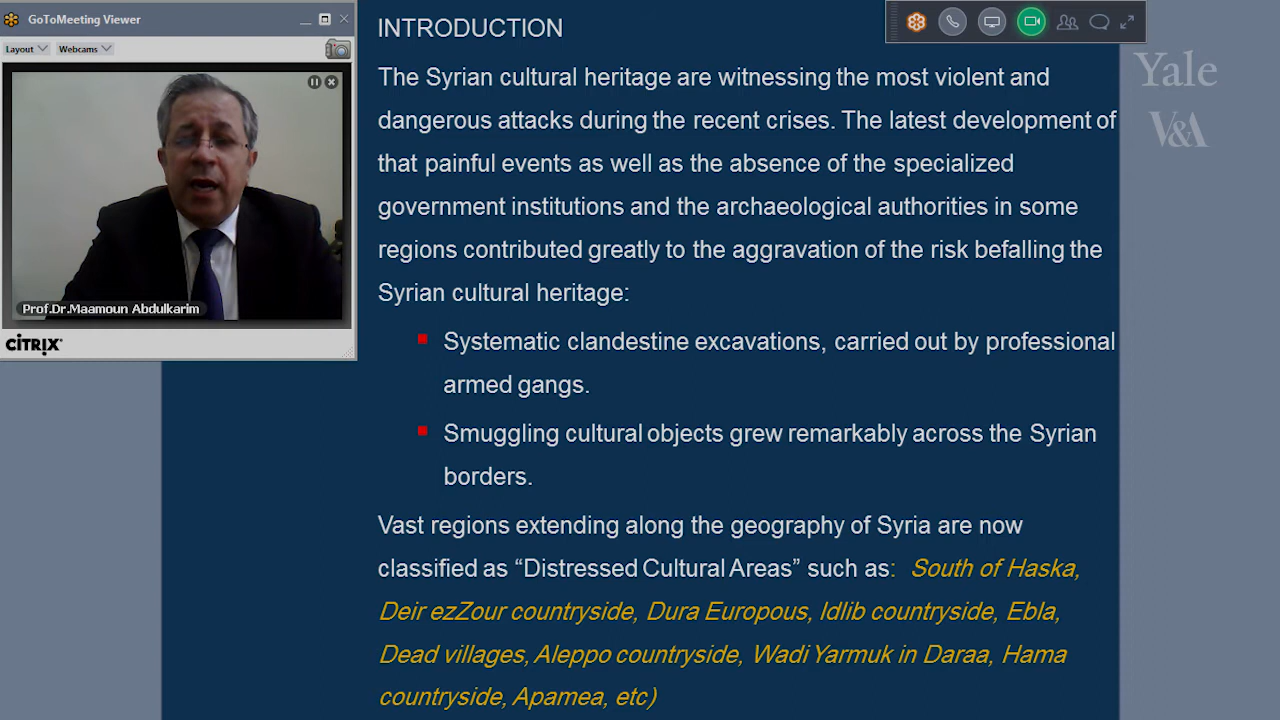 GoToMeeting Viewer
Layout Webcams
Prof.Dr.Maamoun Abdulkarim
CİTRIX
INTRODUCTION
The Syrian cultural heritage are witnessing the most violent and
dangerous attacks during the recent crises. The latest development of
that painful events as well as the absence of the specialized
government institutions and the archaeological authorities in some
regions contributed greatly to the aggravation of the risk befalling the
Syrian cultural heritage:
Systematic clandestine excavations, carried out by professional
armed gangs.
Smuggling cultural objects grew remarkably across the Syrian
borders.
Vast regions extending along the geography of Syria are now
classified as “Distressed Cultural Areas” such as: South of Haska,
Deir ezZour countryside, Dura Europous, Idlib countryside, Ebla,
Dead villages, Aleppo countryside, Wadi Yarmuk in Daraa, Hama
countryside, Apamea, etc)
Yale
V&A